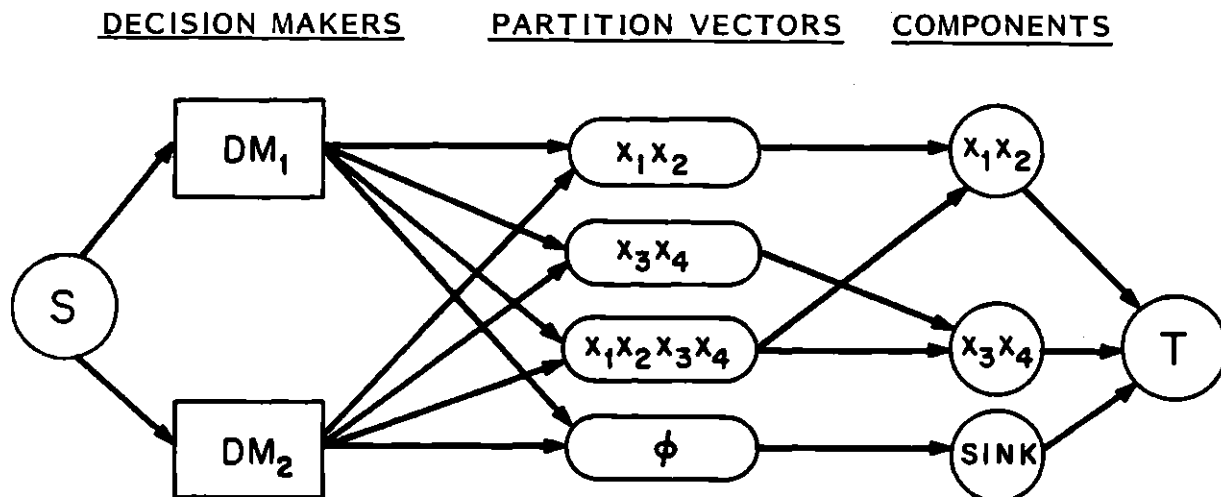 DECISION MAKERS PARTITION VECTORS COMPONENTS
DM₁ x₁x₂ x₁x₂
x₃x₄
S
x₁x₂x₃x₄ x₃x₄ T
DM₂ ϕ SINK